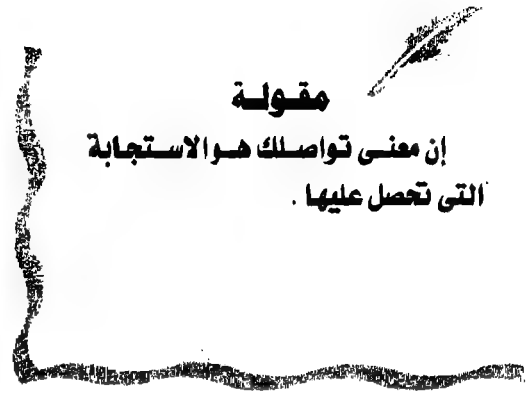 مقولة
إن معنى تواصلك هو الاستجابة
التى تحصل عليها .